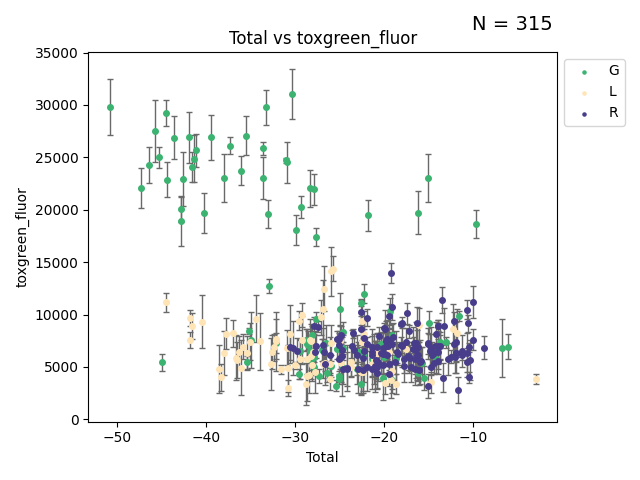 N = 315
Total vs toxgreen_fluor
35000
30000
25000
20000
15000
10000
5000
0
toxgreen_fluor
−50
−40
−30
−20
−10
Total
G
L
R